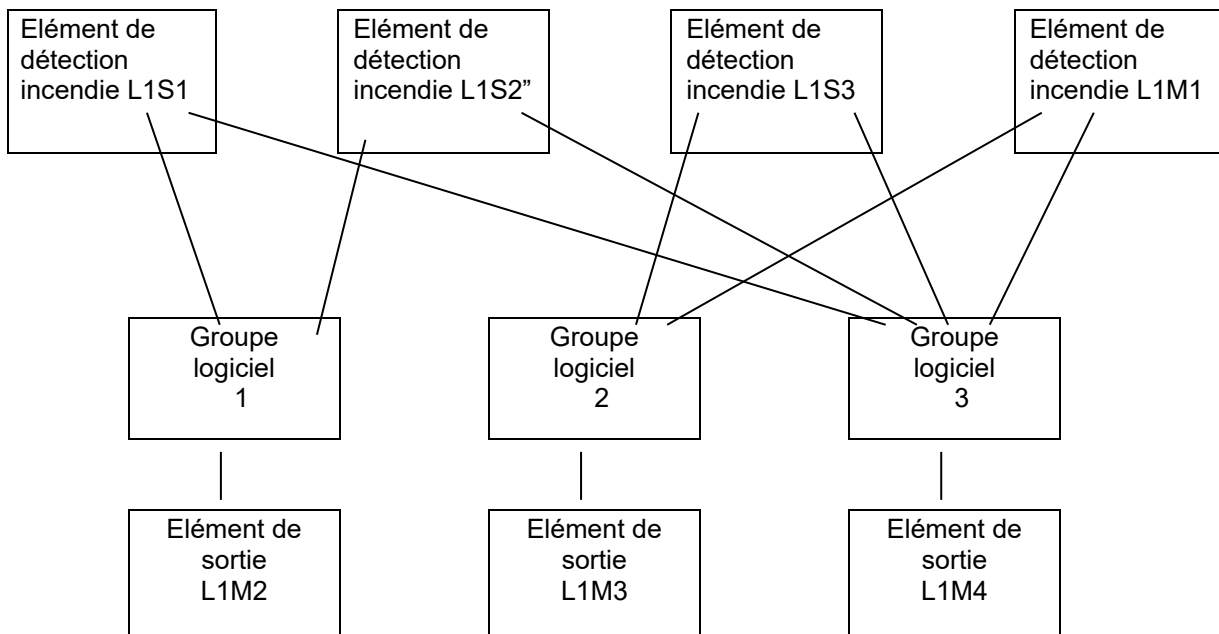 Elément de
détection
incendie L1S1
Elément de
détection
incendie L1S2”
Elément de
détection
incendie L1S3
Elément de
détection
incendie L1M1
Groupe
logiciel
1
Groupe
logiciel
2
Groupe
logiciel
3
Elément de
sortie
L1M2
Elément de
sortie
L1M3
Elément de
sortie
L1M4